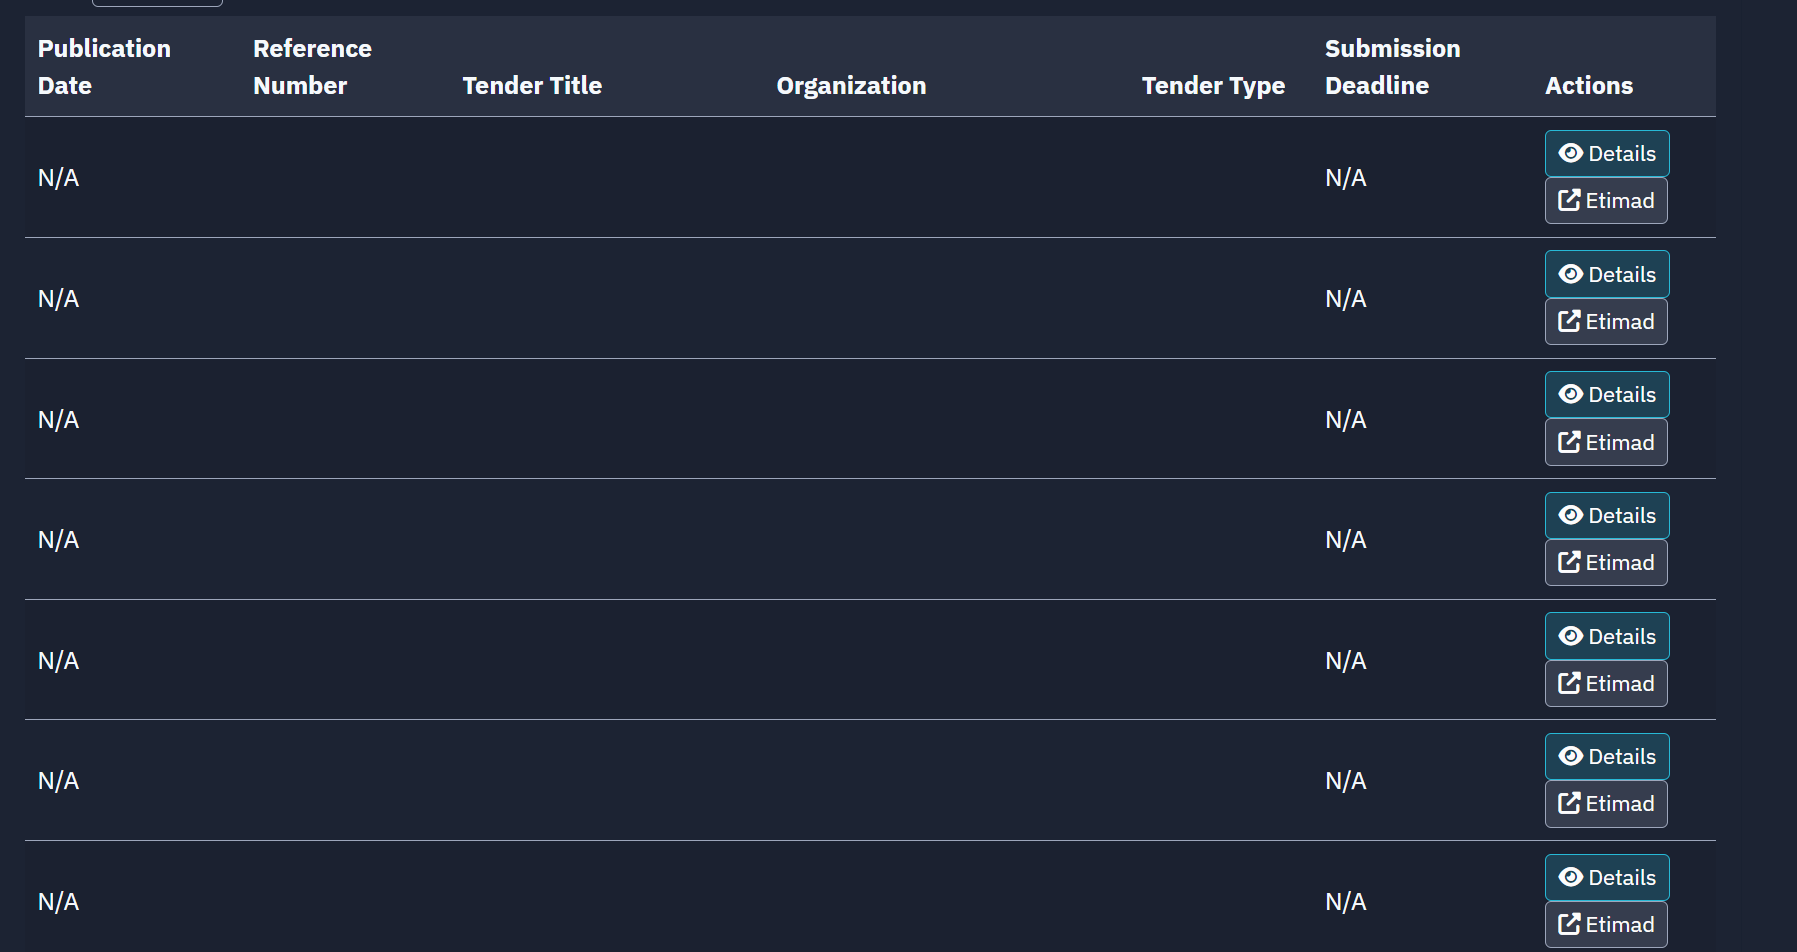 Publication Date Reference Number Tender Title Organization Tender Type Submission Deadline Actions
N/A N/A Details
Etimad
N/A N/A Details
Etimad
N/A N/A Details
Etimad
N/A N/A Details
Etimad
N/A N/A Details
Etimad
N/A N/A Details
Etimad
N/A N/A Details
Etimad